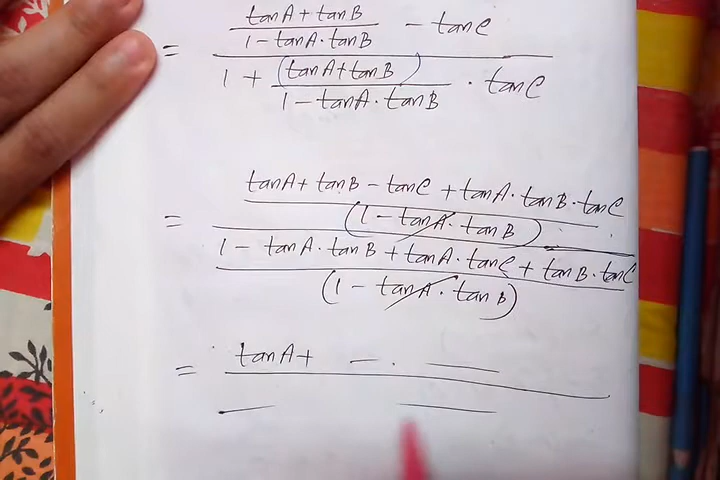 tanA + tanB
1 - tanA · tanB
- tanC
=
1 + (tanA + tanB)
1 - tanA · tanB
· tanC
tanA + tanB - tanC + tanA · tanB · tanC
(1 - tanA · tanB)
=
1 - tanA · tanB + tanA · tanC + tanB · tanC
(1 - tanA · tanB)
= tanA +